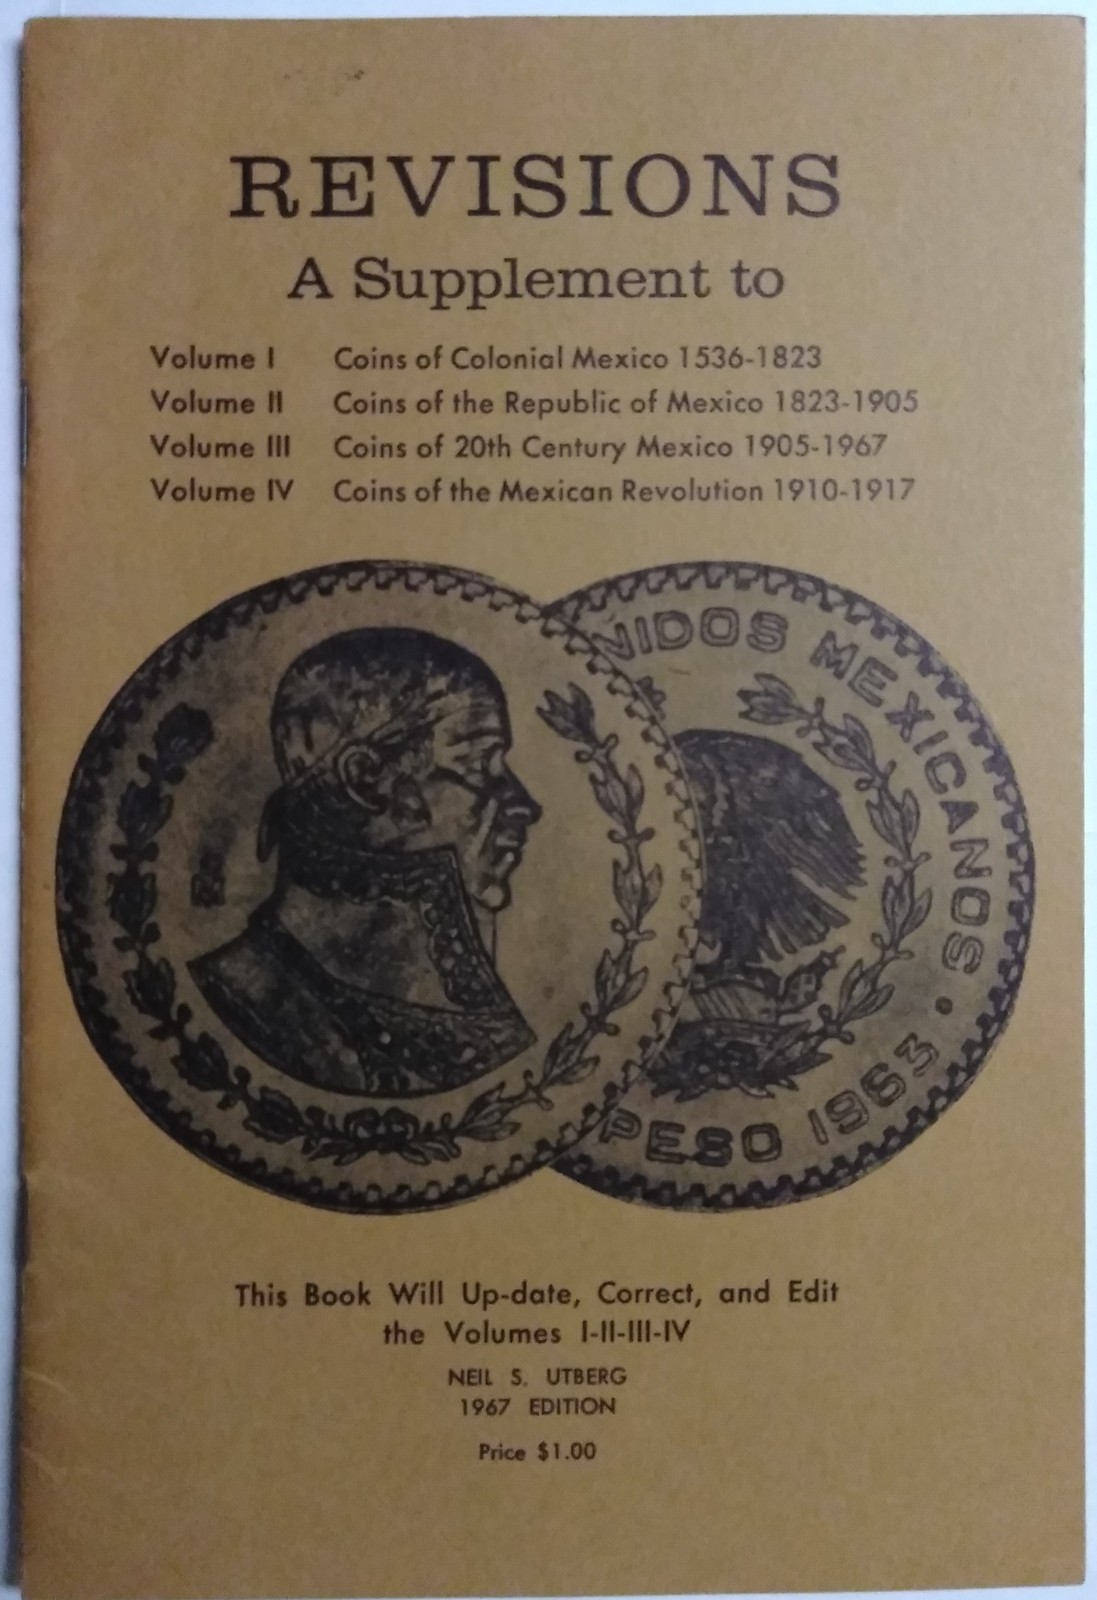 REVISIONS
A Supplement to
Volume I Coins of Colonial Mexico 1536-1823
Volume II Coins of the Republic of Mexico 1823-1905
Volume III Coins of 20th Century Mexico 1905-1967
Volume IV Coins of the Mexican Revolution 1910-1917
NIDOS MEXICANOS •
PESO 1963
This Book Will Up-date, Correct, and Edit
the Volumes I-II-III-IV
NEIL S. UTBERG
1967 EDITION
Price $1.00